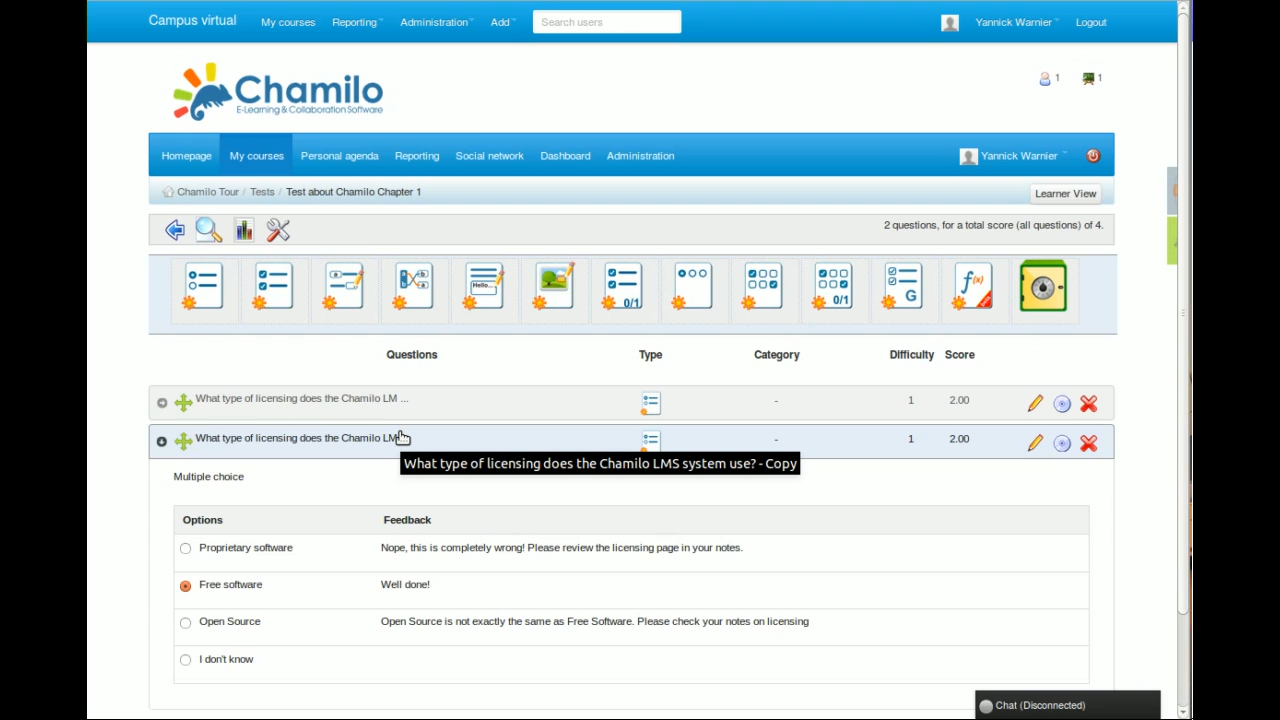 Campus virtual My courses Reporting Administration Add Search users Yannick Warnier Logout
Chamilo
E-Learning & Collaboration Software
1 1
Homepage My courses Personal agenda Reporting Social network Dashboard Administration Yannick Warnier
Chamilo Tour / Tests / Test about Chamilo Chapter 1 Learner View
2 questions, for a total score (all questions) of 4.
Hello... 0/1 0/1 G f(x)
Questions Type Category Difficulty Score
What type of licensing does the Chamilo LM ... - 1 2.00
What type of licensing does the Chamilo LM - 1 2.00
What type of licensing does the Chamilo LMS system use? - Copy
Multiple choice
Options Feedback
Proprietary software Nope, this is completely wrong! Please review the licensing page in your notes.
Free software Well done!
Open Source Open Source is not exactly the same as Free Software. Please check your notes on licensing
I don't know
Chat (Disconnected)